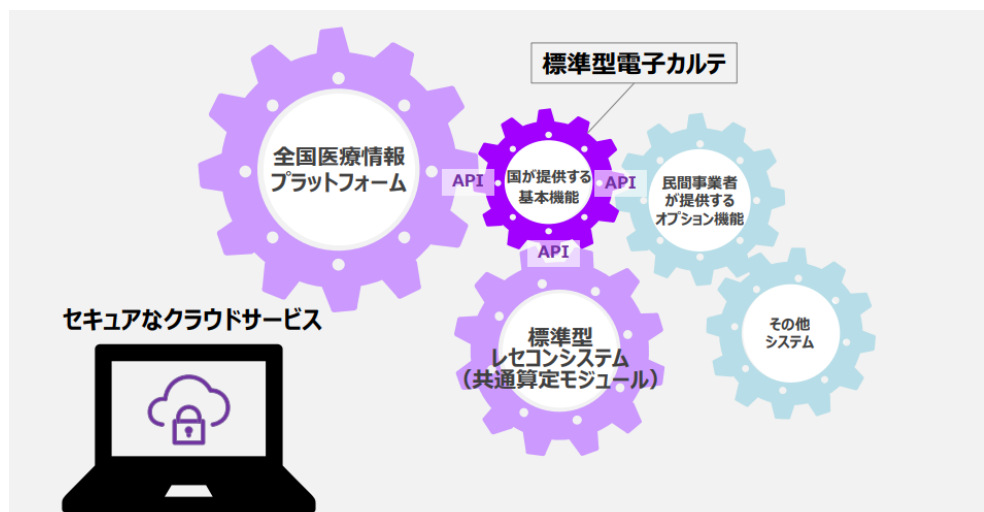 標準型電子カルテ
全国医療情報
プラットフォーム
API
国が提供する
基本機能
API
民間事業者
が提供する
オプション機能
API
セキュアなクラウドサービス
標準型
レセコンシステム
（共通算定モジュール）
その他
システム